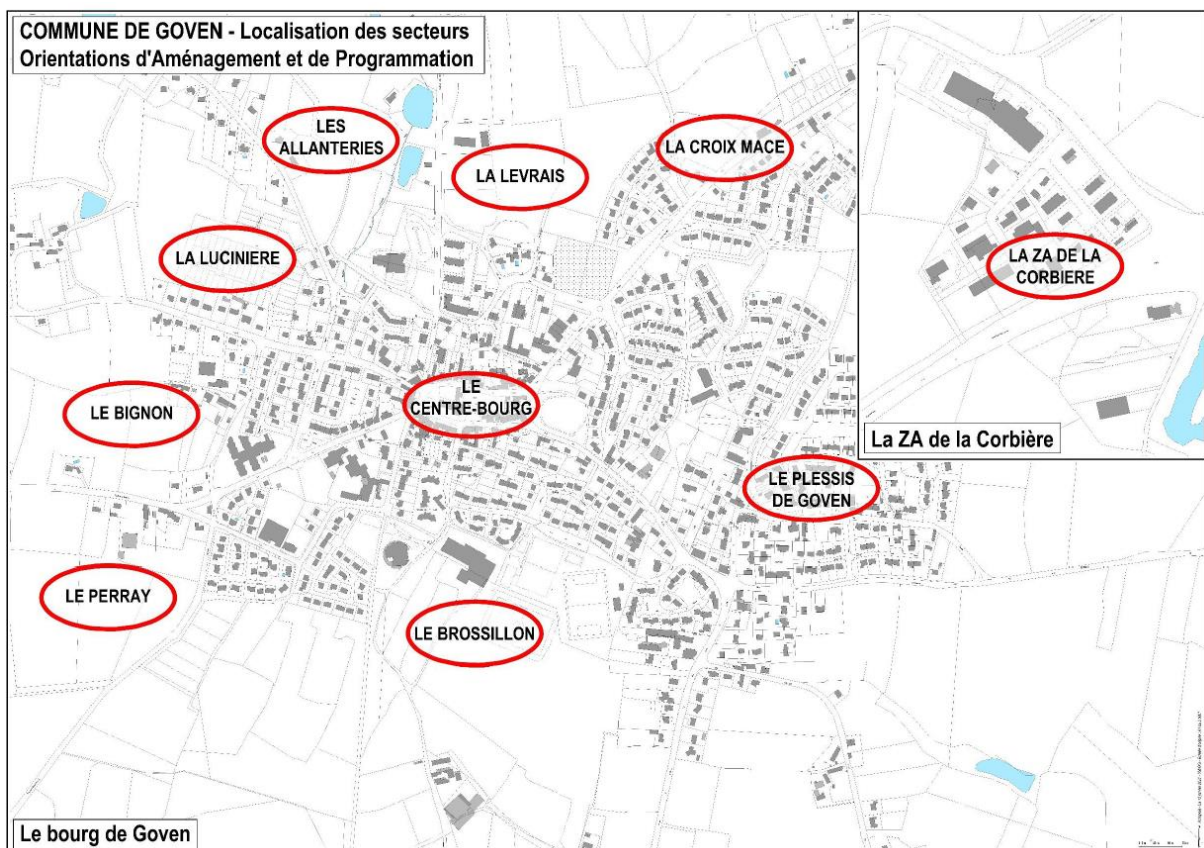 COMMUNE DE GOVEN - Localisation des secteurs
Orientations d'Aménagement et de Programmation
LES
ALLANTERIES
LA LEVRAIS
LA CROIX MACE
LA LUCINIERE
LA ZA DE LA
CORBIERE
LE
CENTRE-BOURG
LE BIGNON
La ZA de la Corbière
LE PLESSIS
DE GOVEN
LE PERRAY
LE BROSSILLON
Le bourg de Goven